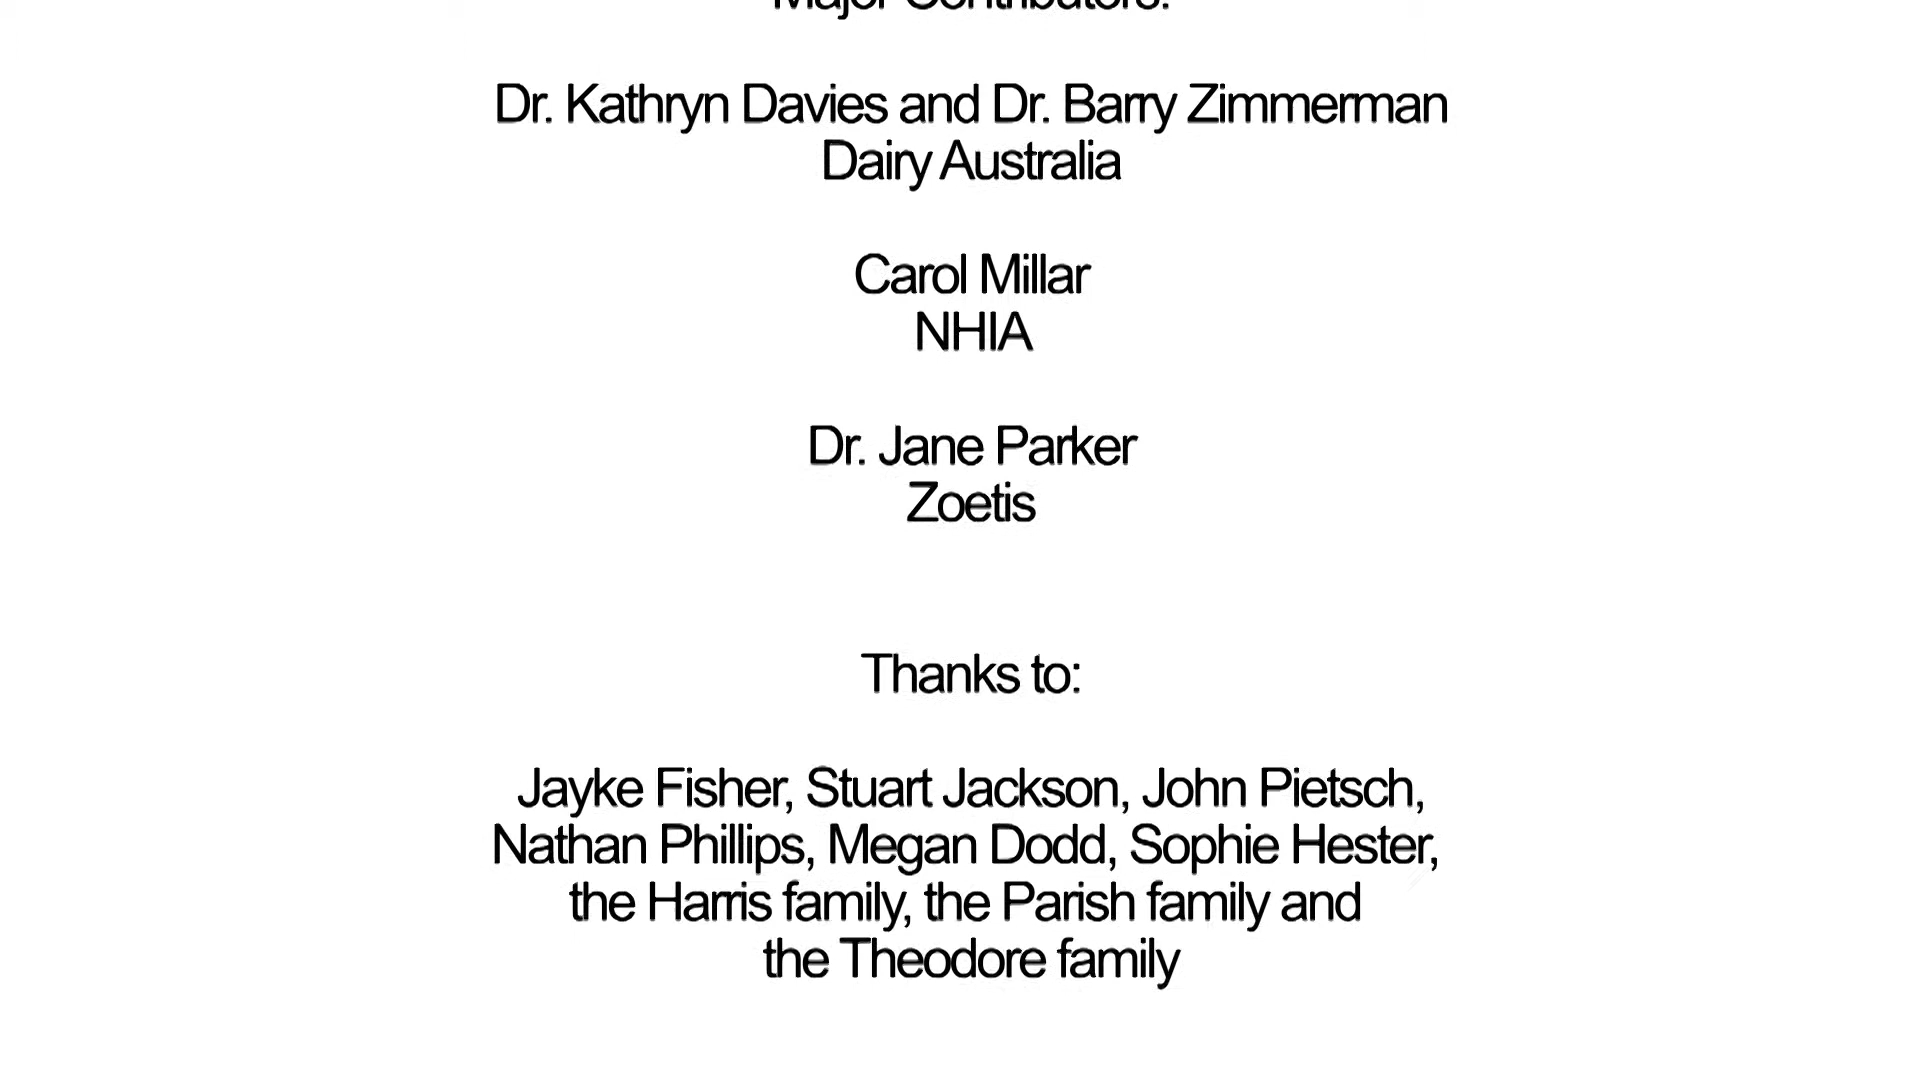 Major Contributors:
Dr. Kathryn Davies and Dr. Barry Zimmerman
Dairy Australia
Carol Millar
NHIA
Dr. Jane Parker
Zoetis
Thanks to:
Jayke Fisher, Stuart Jackson, John Pietsch,
Nathan Phillips, Megan Dodd, Sophie Hester,
the Harris family, the Parish family and
the Theodore family